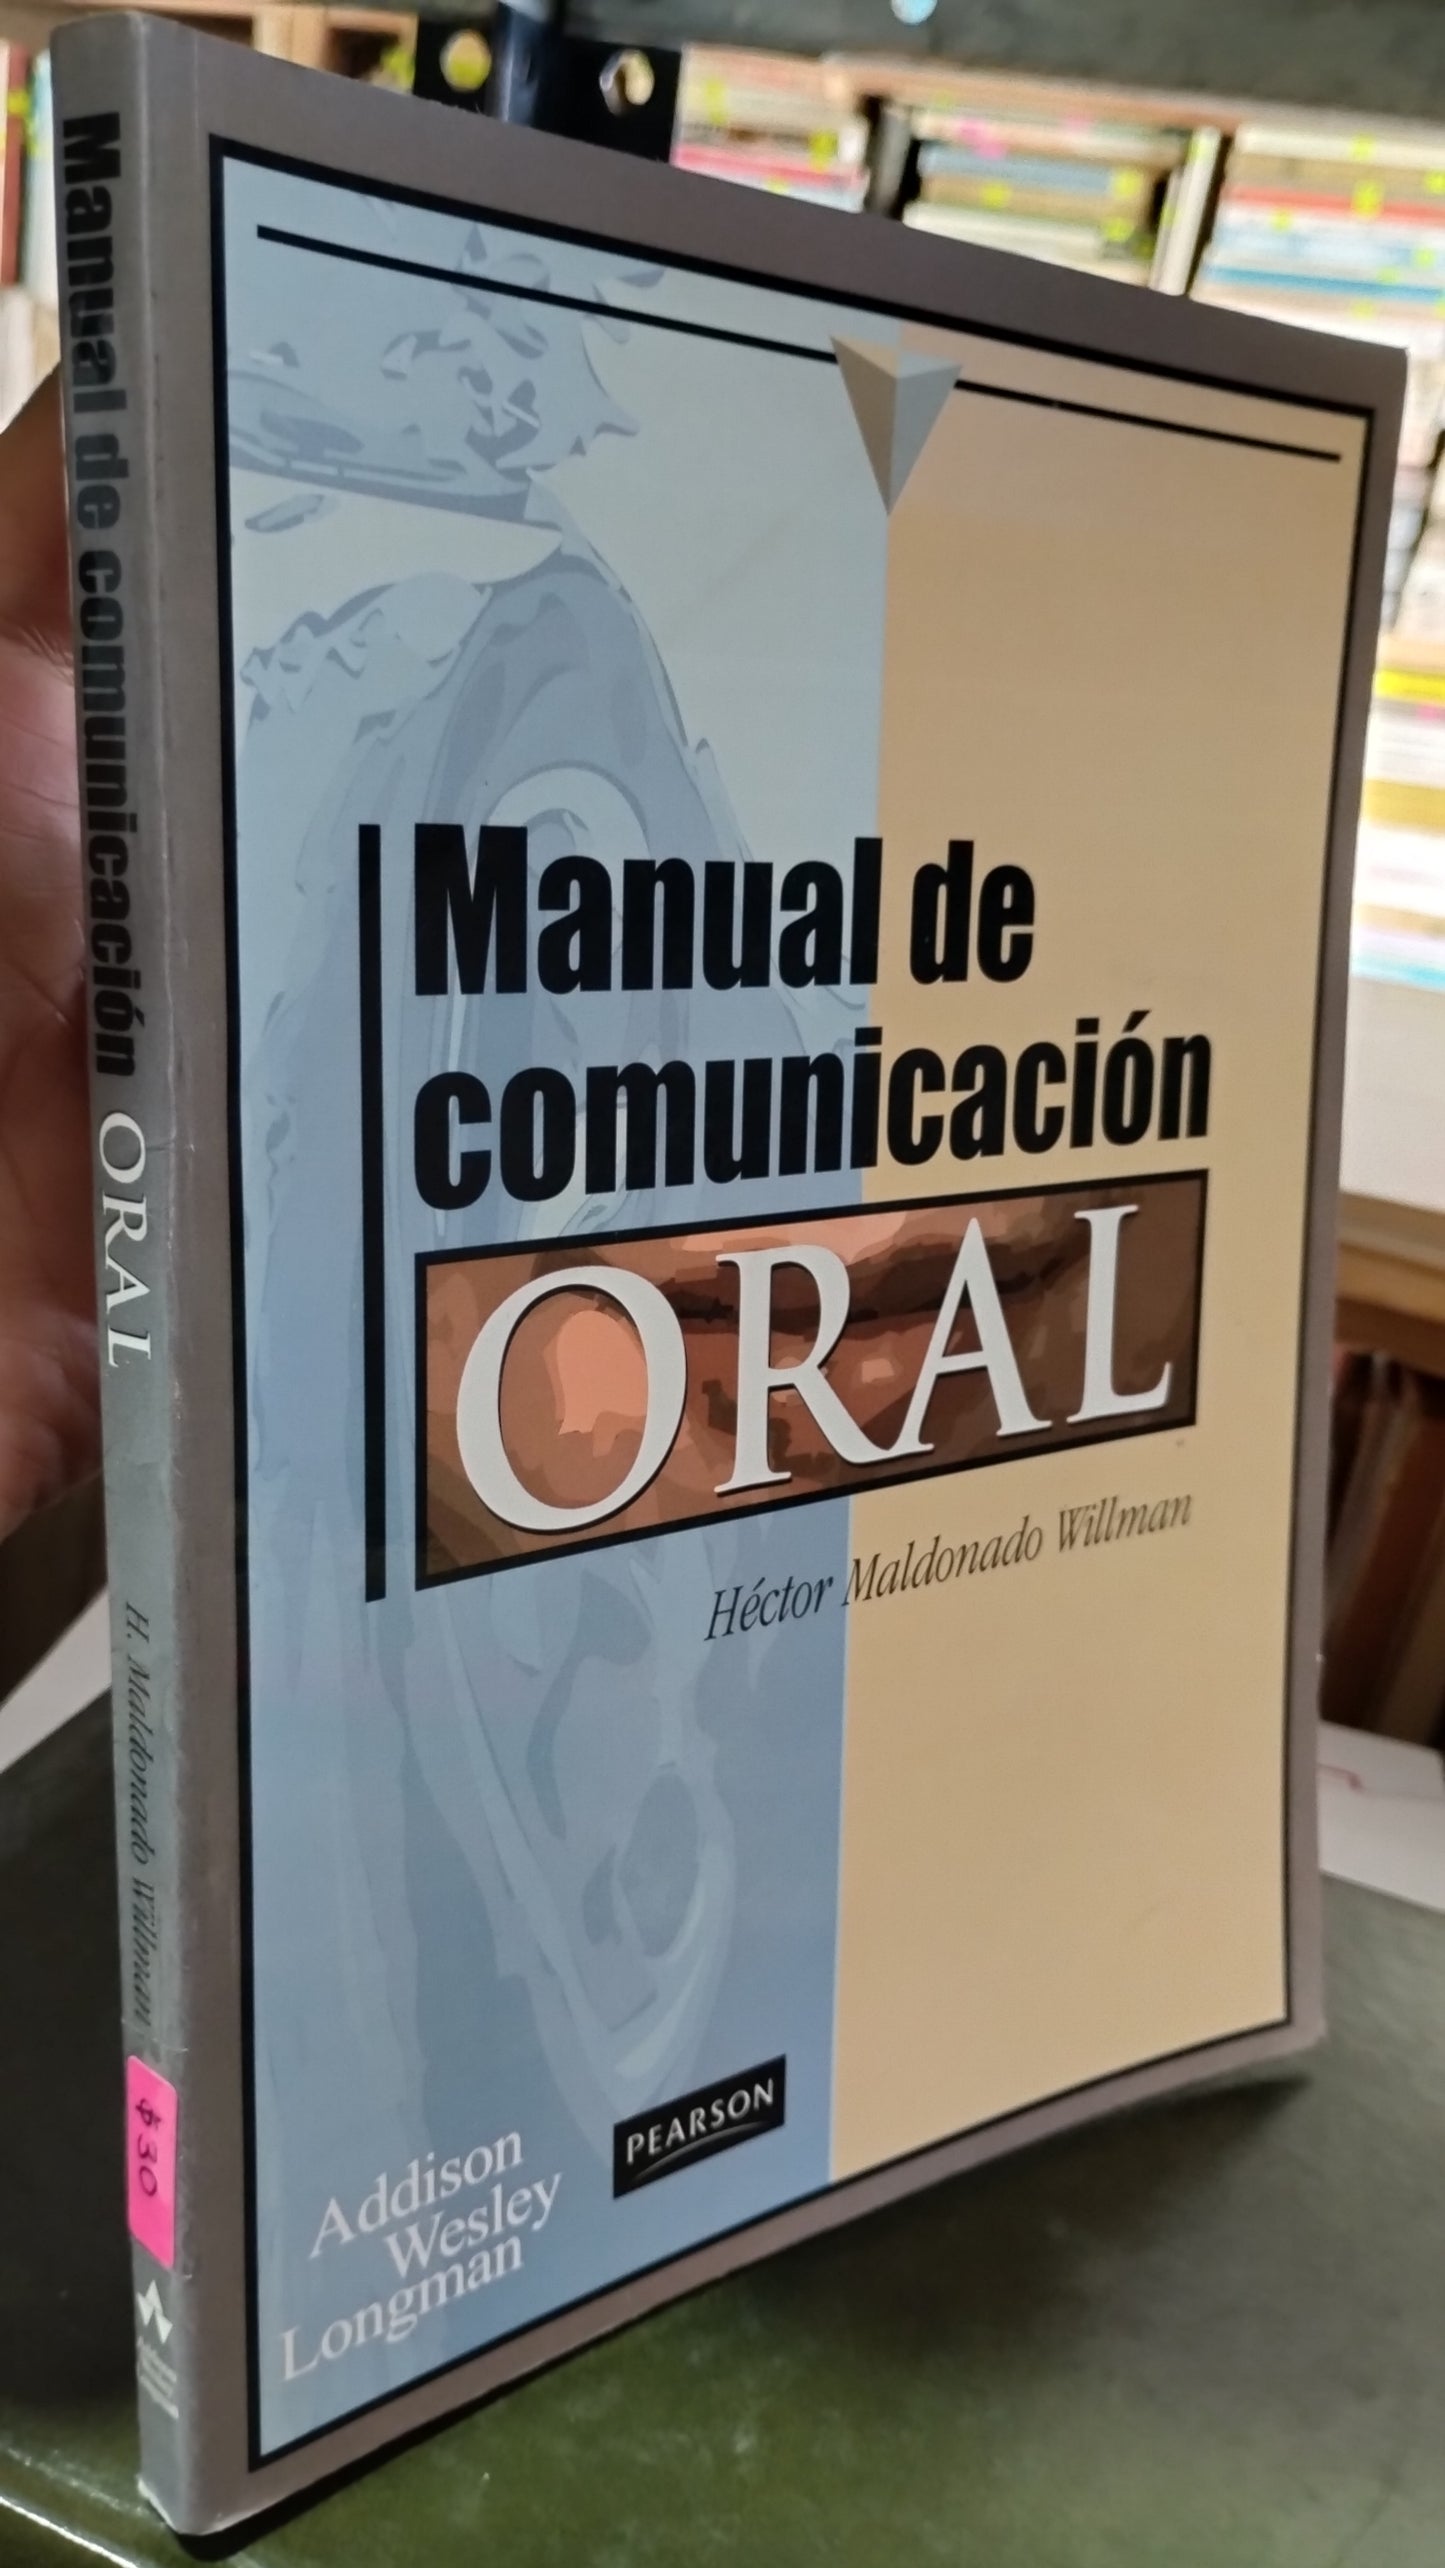 Manual de comunicación ORAL
H. Maldonado Willman
$30
Manual de
comunicación
ORAL
Héctor Maldonado Willman
PEARSON
Addison
Wesley
Longman